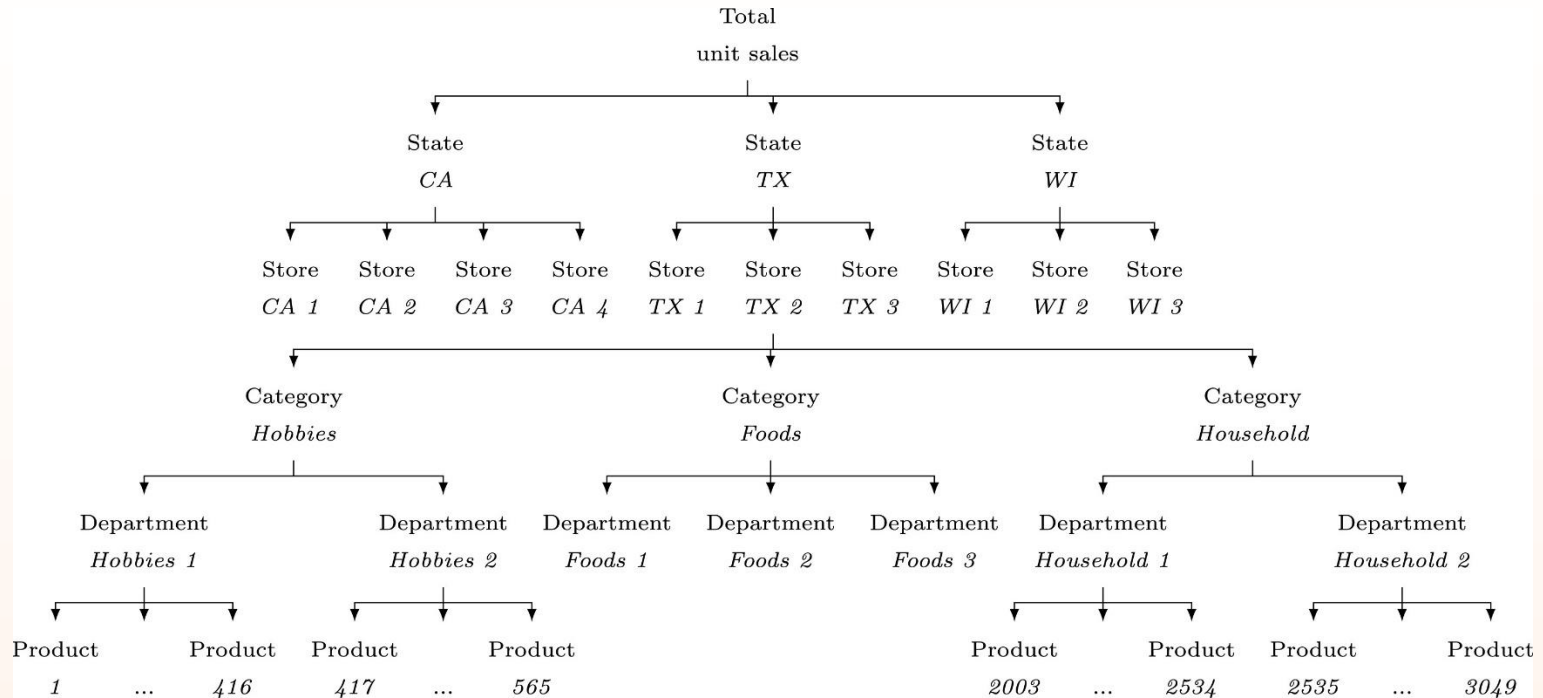 Total
unit sales
State State State
CA TX WI
Store Store Store Store Store Store Store Store Store Store
CA 1 CA 2 CA 3 CA 4 TX 1 TX 2 TX 3 WI 1 WI 2 WI 3
Category Category Category
Hobbies Foods Household
Department Department Department Department Department Department Department
Hobbies 1 Hobbies 2 Foods 1 Foods 2 Foods 3 Household 1 Household 2
Product Product Product Product Product Product Product Product
1 ... 416 417 ... 565 2003 ... 2534 2535 ... 3049